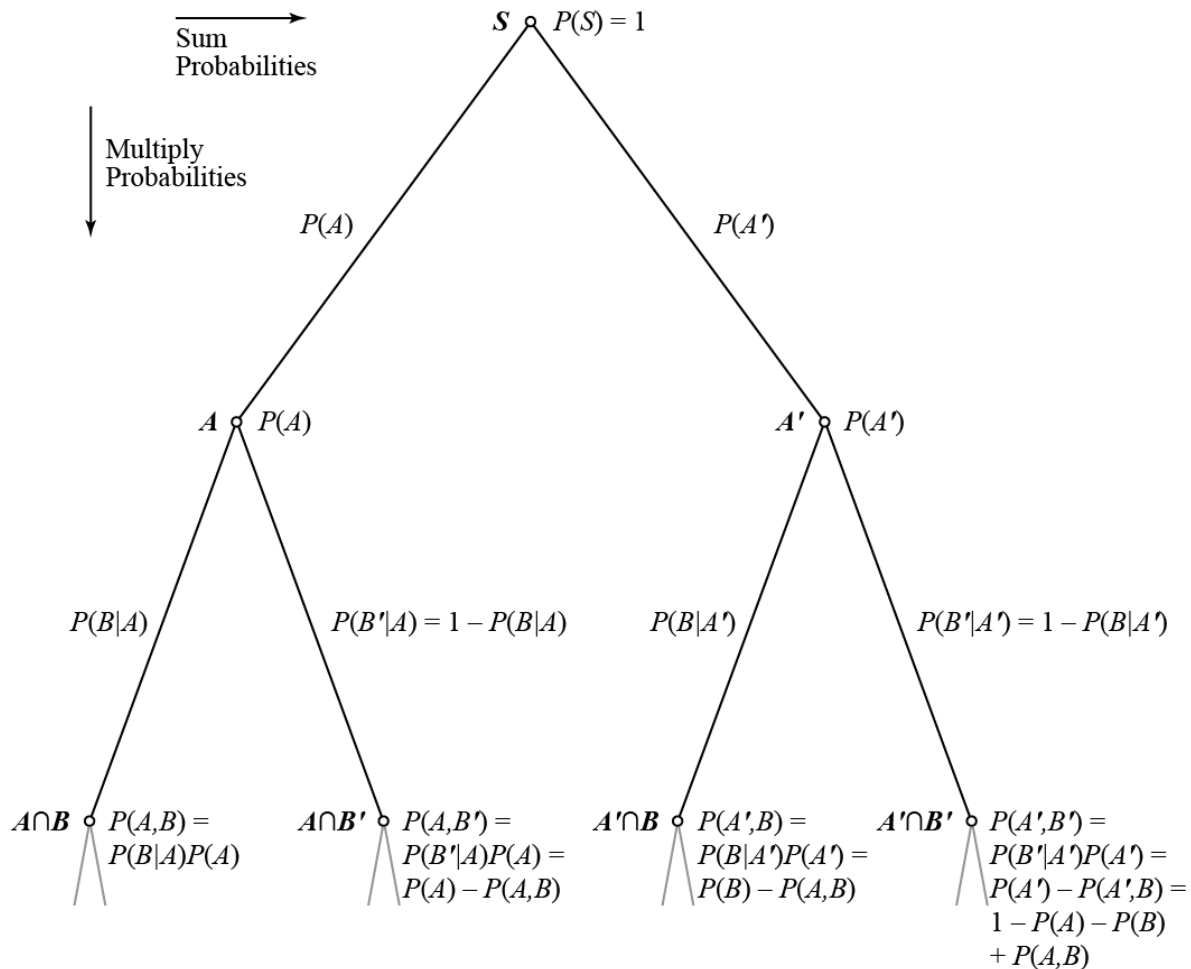 S P(S) = 1
Sum
Probabilities
Multiply
Probabilities
P(A)
P(A')
A P(A)
A' P(A')
P(B|A)
P(B'|A) = 1 – P(B|A)
P(B|A')
P(B'|A') = 1 – P(B|A')
A∩B P(A,B) =
P(B|A)P(A)
A∩B' P(A,B') =
P(B'|A)P(A) =
P(A) – P(A,B)
A'∩B P(A',B) =
P(B|A')P(A') =
P(B) – P(A,B)
A'∩B' P(A',B') =
P(B'|A')P(A') =
P(A') – P(A',B) =
1 – P(A) – P(B)
+ P(A,B)